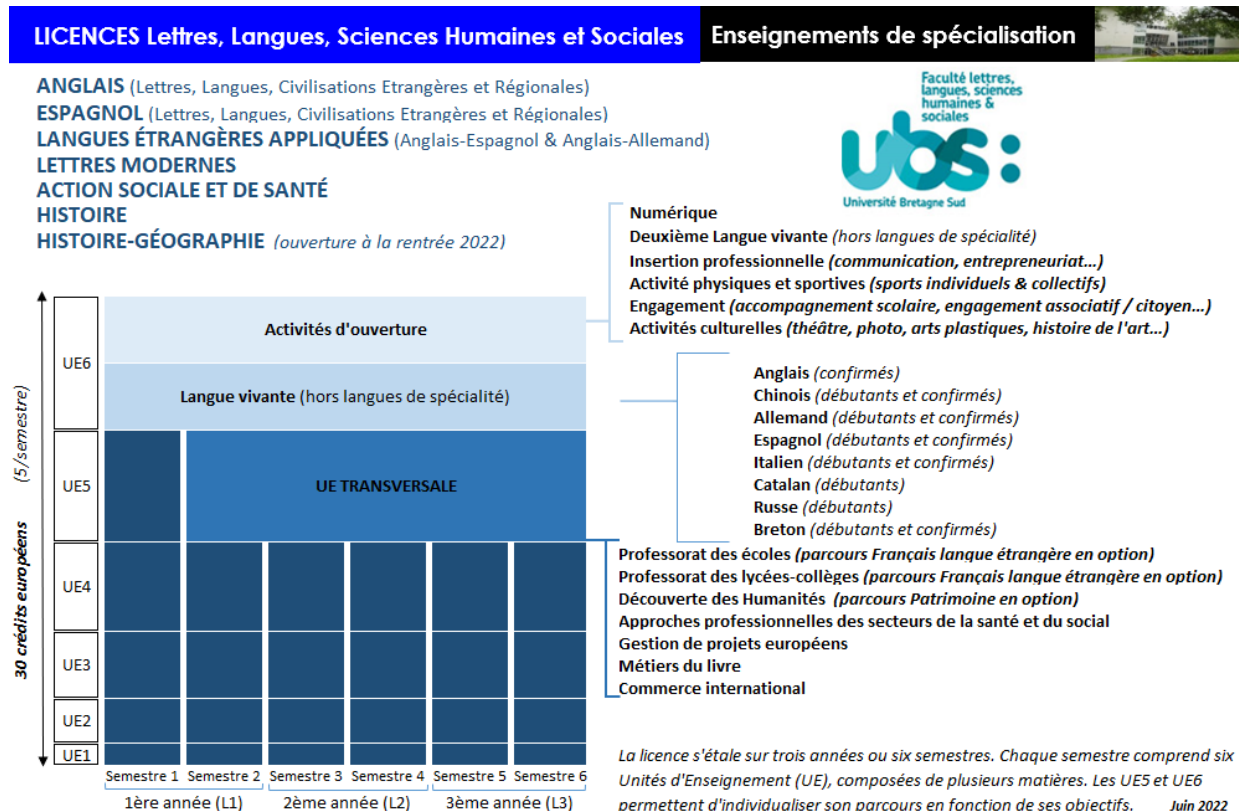 LICENCES Lettres, Langues, Sciences Humaines et Sociales
Enseignements de spécialisation
ANGLAIS (Lettres, Langues, Civilisations Etrangères et Régionales)
ESPAGNOL (Lettres, Langues, Civilisations Etrangères et Régionales)
LANGUES ÉTRANGÈRES APPLIQUÉES (Anglais-Espagnol & Anglais-Allemand)
LETTRES MODERNES
ACTION SOCIALE ET DE SANTÉ
HISTOIRE
HISTOIRE-GÉOGRAPHIE (ouverture à la rentrée 2022)
Faculté lettres,
langues, sciences
humaines &
sociales
ubs:
Université Bretagne Sud
Numérique
Deuxième Langue vivante (hors langues de spécialité)
Insertion professionnelle (communication, entrepreneuriat...)
Activité physiques et sportives (sports individuels & collectifs)
Engagement (accompagnement scolaire, engagement associatif / citoyen...)
Activités culturelles (théâtre, photo, arts plastiques, histoire de l'art...)
30 crédits européens (5/semestre)
UE6
Activités d'ouverture
Langue vivante (hors langues de spécialité)
Anglais (confirmés)
Chinois (débutants et confirmés)
Allemand (débutants et confirmés)
Espagnol (débutants et confirmés)
Italien (débutants et confirmés)
Catalan (débutants)
Russe (débutants)
Breton (débutants et confirmés)
UE5
UE TRANSVERSALE
Professorat des écoles (parcours Français langue étrangère en option)
Professorat des lycées-collèges (parcours Français langue étrangère en option)
Découverte des Humanités (parcours Patrimoine en option)
Approches professionnelles des secteurs de la santé et du social
Gestion de projets européens
Métiers du livre
Commerce international
UE4
UE3
UE2
UE1
Semestre 1 Semestre 2 Semestre 3 Semestre 4 Semestre 5 Semestre 6
1ère année (L1) 2ème année (L2) 3ème année (L3)
La licence s'étale sur trois années ou six semestres. Chaque semestre comprend six
Unités d'Enseignement (UE), composées de plusieurs matières. Les UE5 et UE6
permettent d'individualiser son parcours en fonction de ses objectifs. Juin 2022